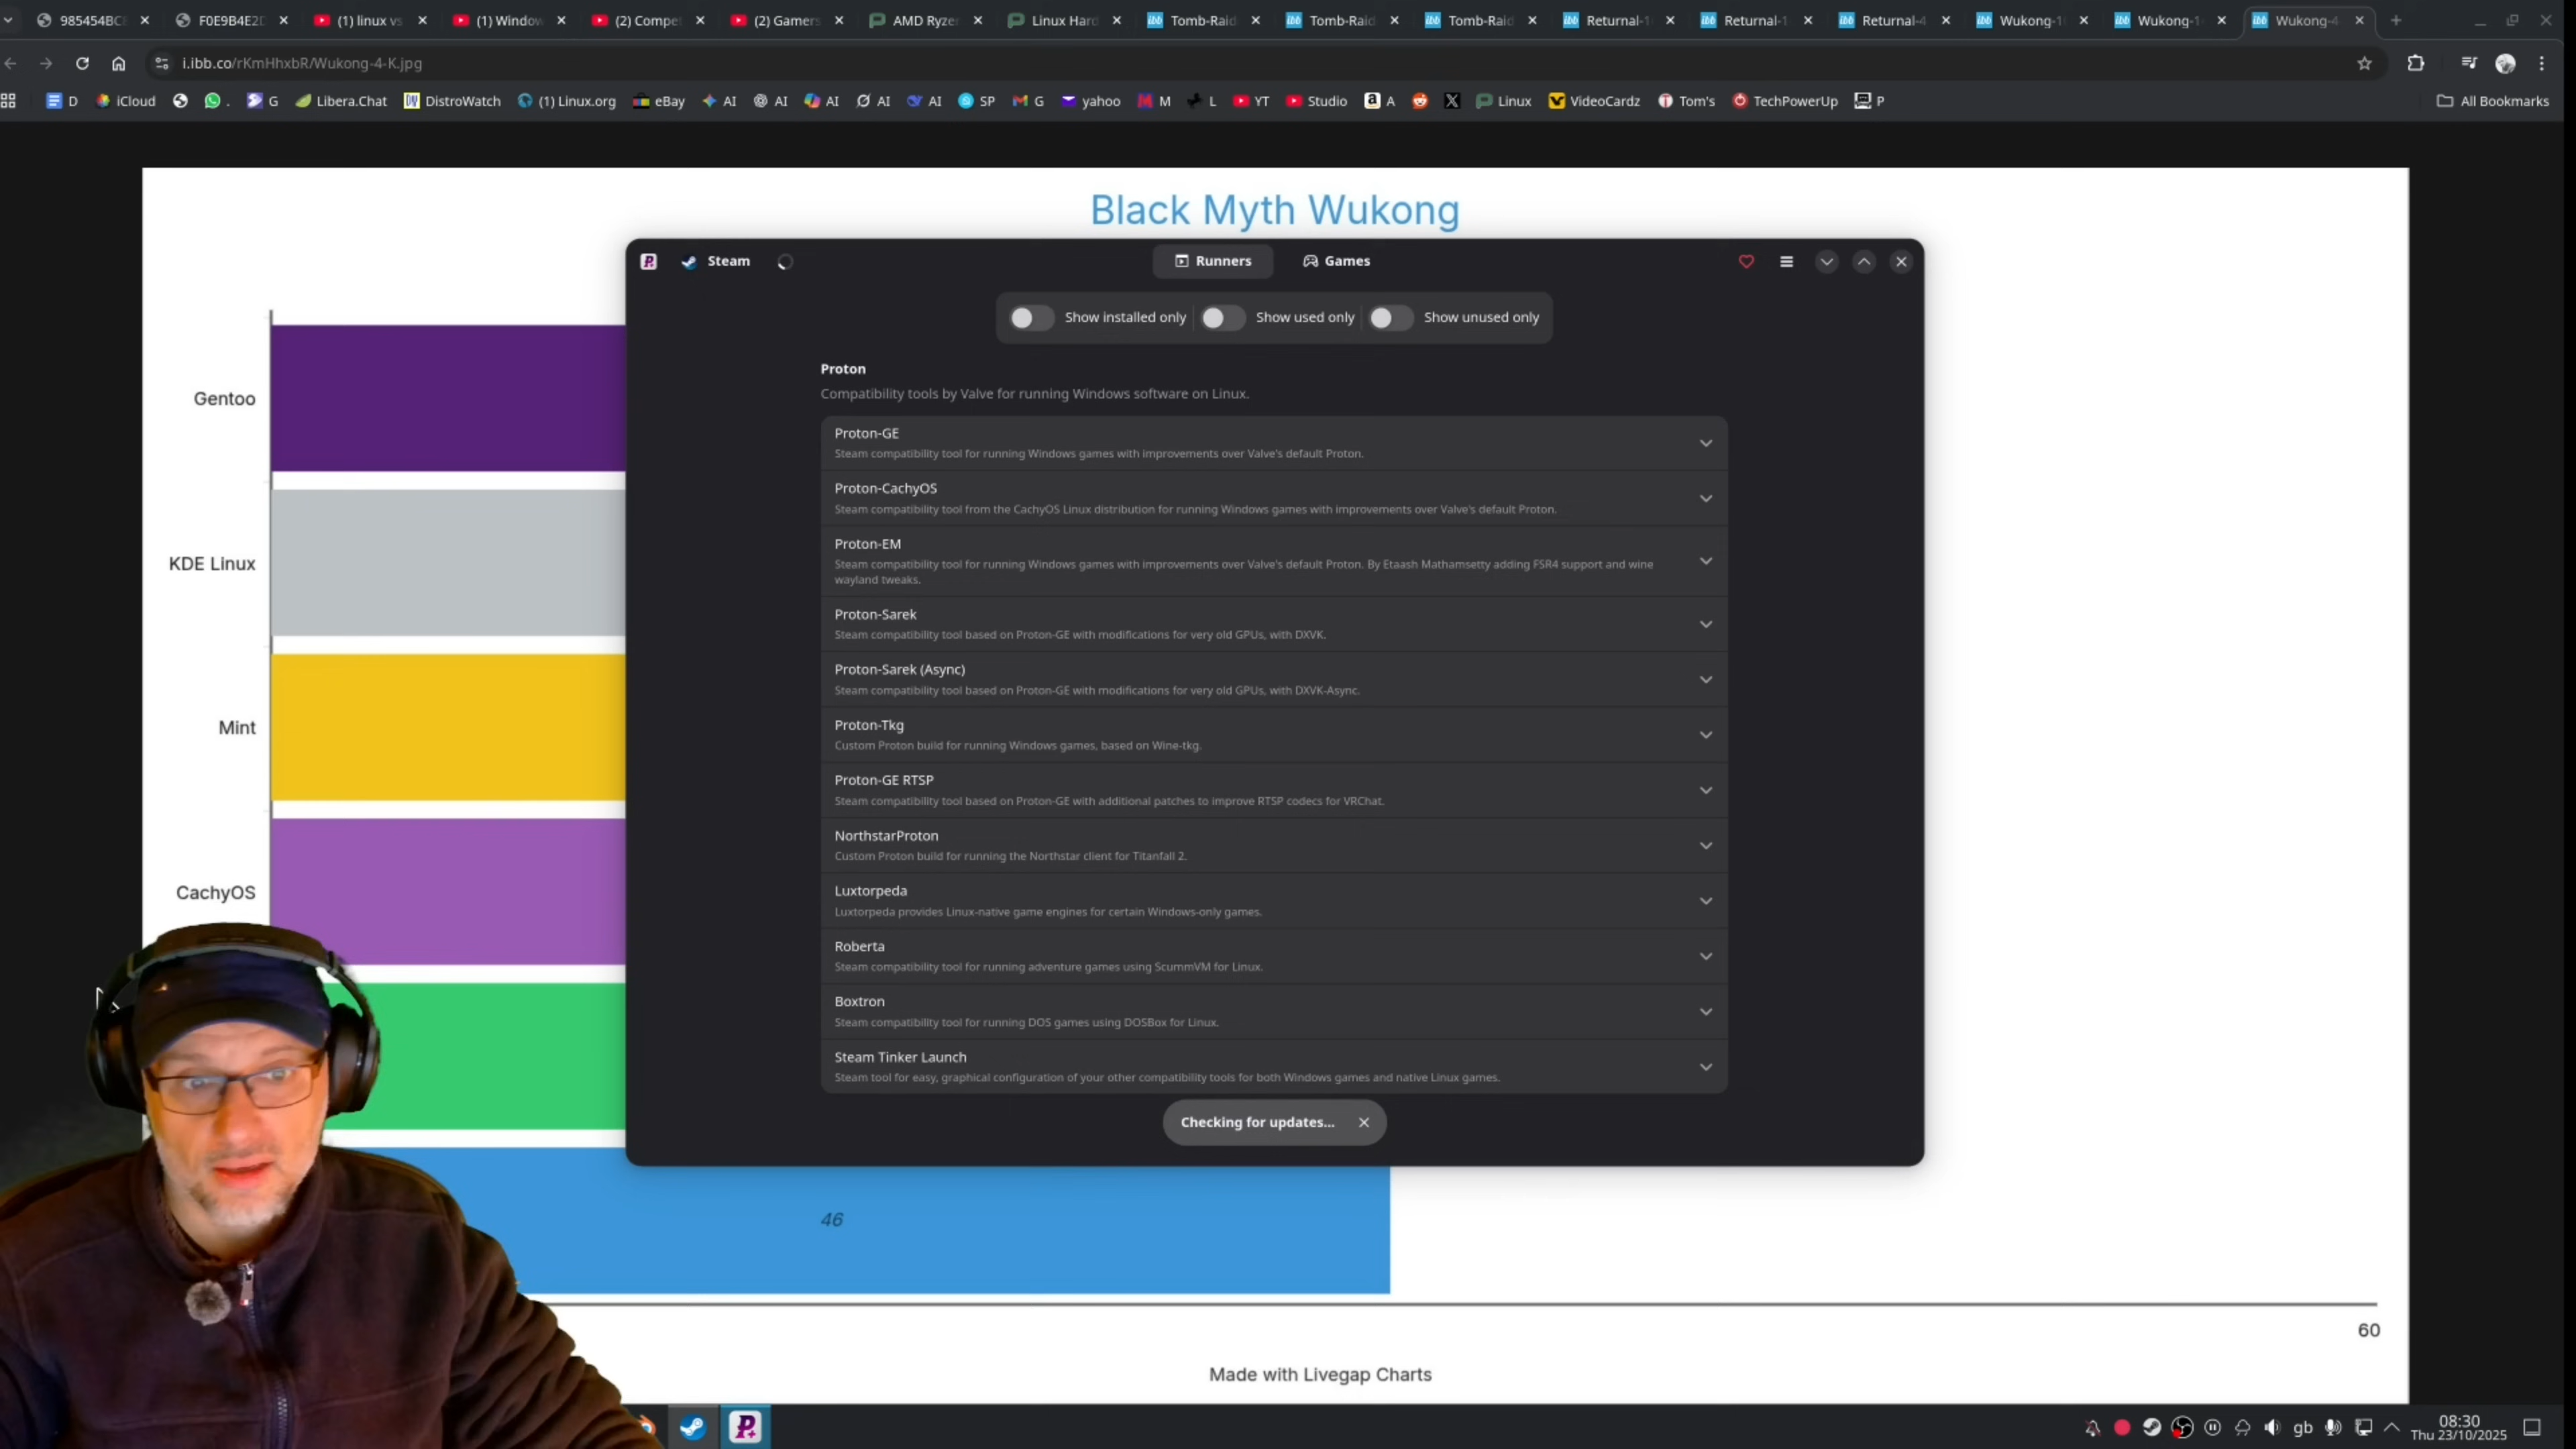 985454BCE
F0E9B4E2D
(1) linux vs
(1) Window
(2) Compet
(2) Gamers
AMD Ryze
Linux Hard
Tomb-Raid
Tomb-Raid
Tomb-Raid
Returnal-1
Returnal-1
Returnal-4
Wukong-1
Wukong-1
Wukong-4
i.ibb.co/rKmHhxbR/Wukong-4-K.jpg
D iCloud . G Libera.Chat DistroWatch (1) Linux.org eBay AI AI AI AI AI SP G yahoo M L YT Studio A Linux VideoCardz Tom's TechPowerUp P All Bookmarks
Black Myth Wukong
Steam Runners Games
Show installed only Show used only Show unused only
Proton
Compatibility tools by Valve for running Windows software on Linux.
Proton-GE
Steam compatibility tool for running Windows games with improvements over Valve's default Proton.
Proton-CachyOS
Steam compatibility tool from the CachyOS Linux distribution for running Windows games with improvements over Valve's default Proton.
Proton-EM
Steam compatibility tool for running Windows games with improvements over Valve's default Proton. By Etaash Mathamsetty adding FSR4 support and wine
wayland tweaks.
Proton-Sarek
Steam compatibility tool based on Proton-GE with modifications for very old GPUs, with DXVK.
Proton-Sarek (Async)
Steam compatibility tool based on Proton-GE with modifications for very old GPUs, with DXVK-Async.
Proton-Tkg
Custom Proton build for running Windows games, based on Wine-tkg.
Proton-GE RTSP
Steam compatibility tool based on Proton-GE with additional patches to improve RTSP codecs for VRChat.
NorthstarProton
Custom Proton build for running the Northstar client for Titanfall 2.
Luxtorpeda
Luxtorpeda provides Linux-native game engines for certain Windows-only games.
Roberta
Steam compatibility tool for running adventure games using ScummVM for Linux.
Boxtron
Steam compatibility tool for running DOS games using DOSBox for Linux.
Steam Tinker Launch
Steam tool for easy, graphical configuration of your other compatibility tools for both Windows games and native Linux games.
Checking for updates...
Gentoo
KDE Linux
Mint
CachyOS
46
60
Made with Livegap Charts
gb
08:30
Thu 23/10/2025